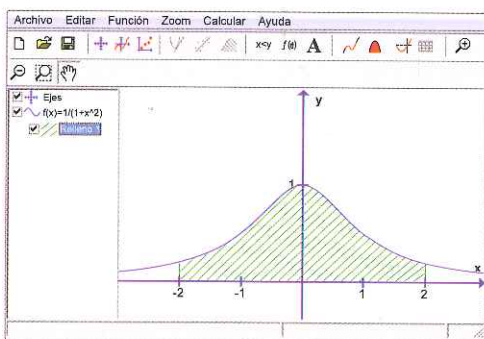 Archivo Editar Función Zoom Calcular Ayuda
x<y f(e) A
Ejes
f(x)=1/(1+x^2)
Relleno 1
y
1
x
-2 -1 1 2